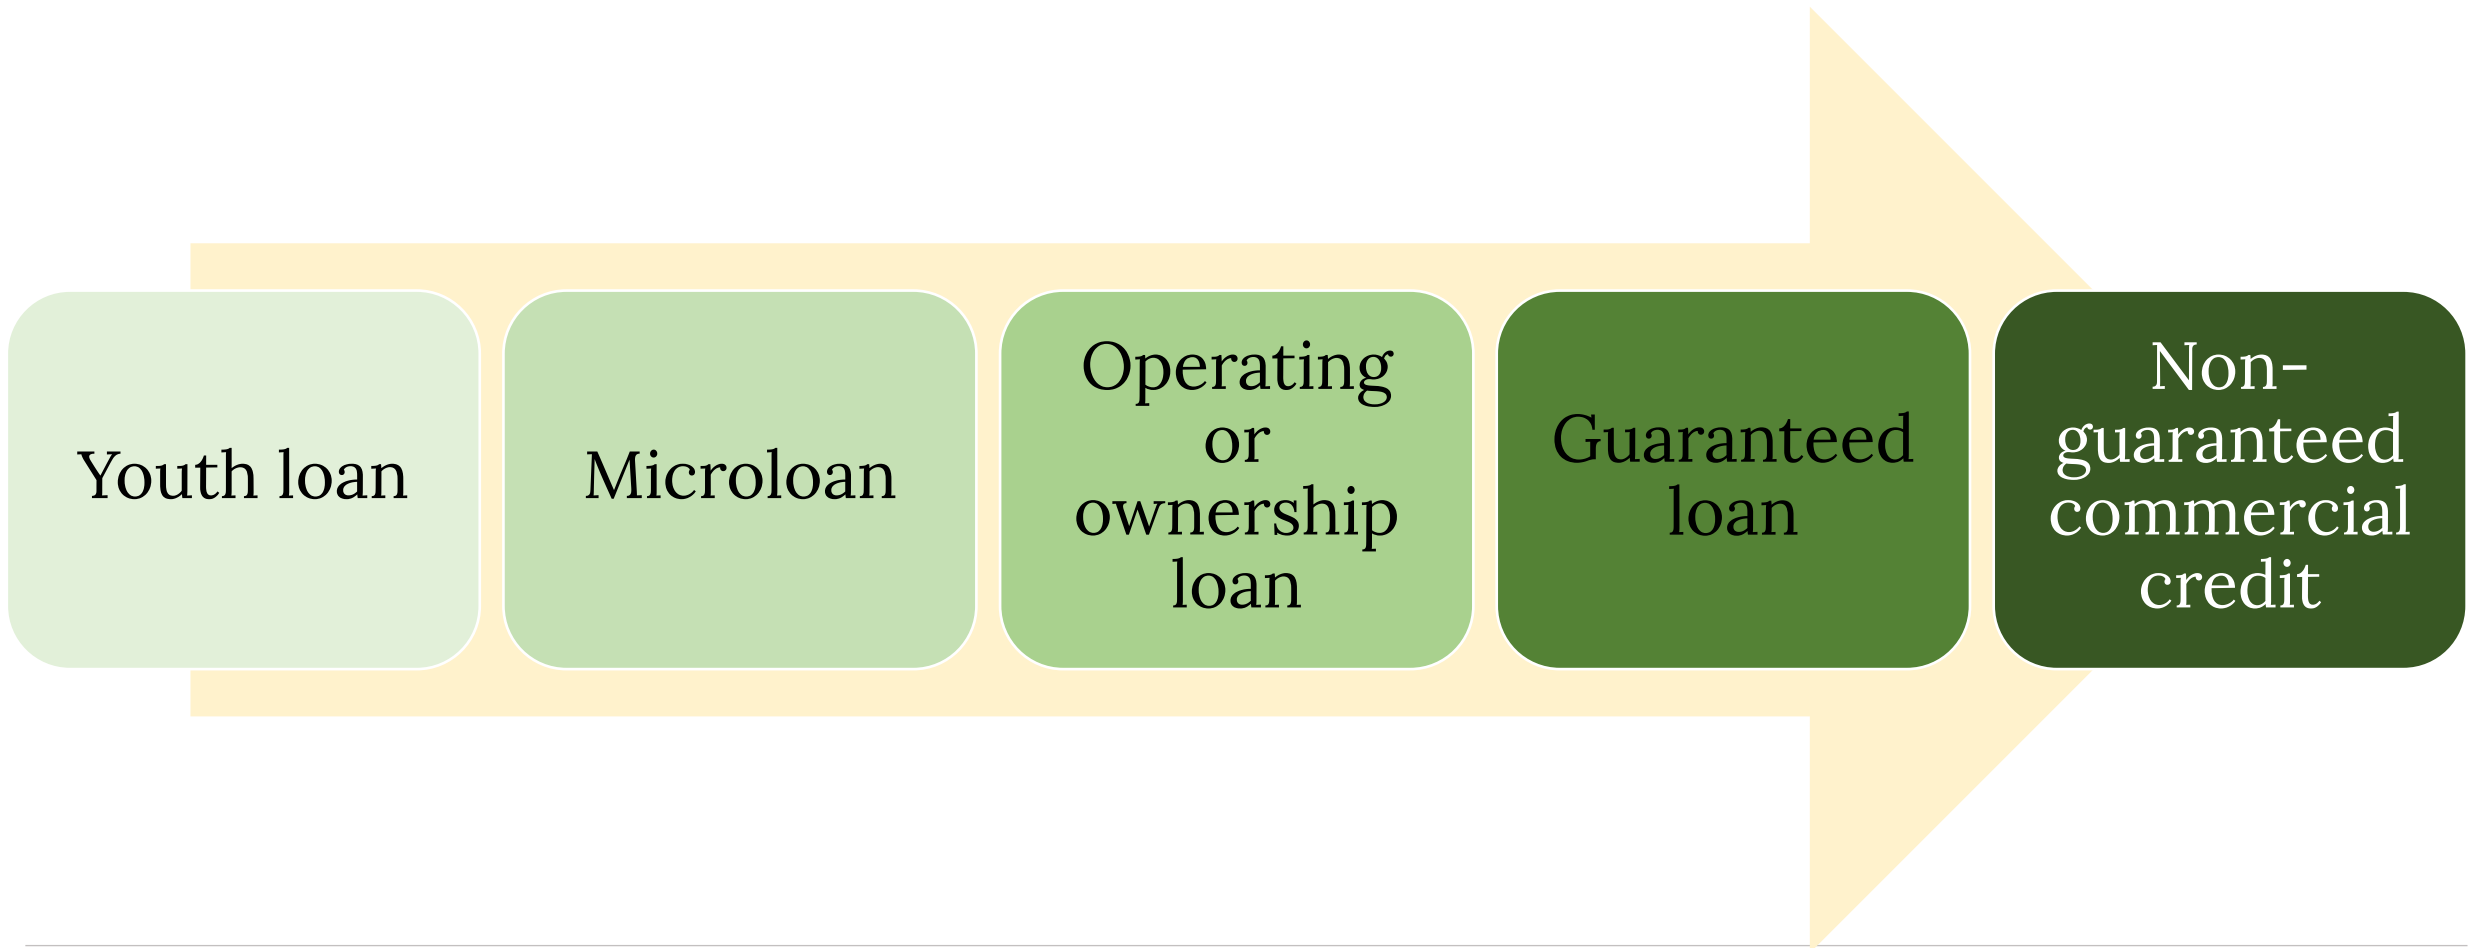 Youth loan
Microloan
Operating
or
ownership
loan
Guaranteed
loan
Non-
guaranteed
commercial
credit